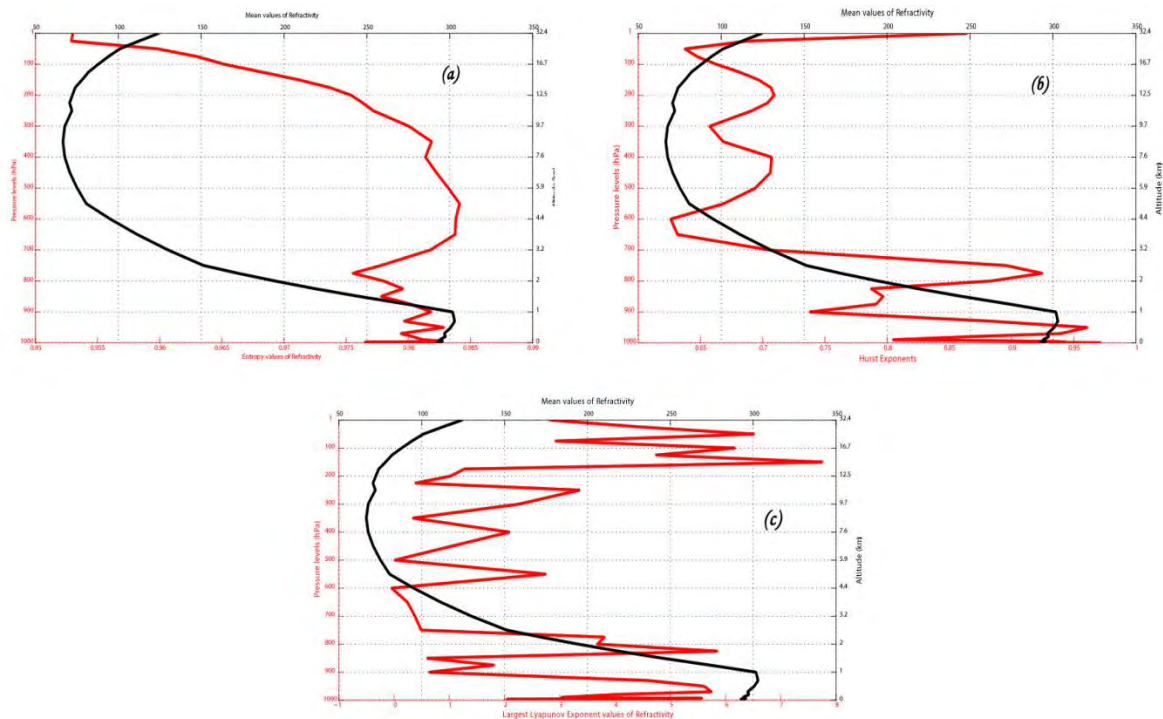 Mean values of Refractivity
50 100 150 200 250 300 350
1 100 200 300 400 500 600 700 800 900 1000
Pressure levels (hPa)
(a)
32.4 16.7 12.5 9.7 7.6 5.9 4.4 3.2 2 1 0
0.95 0.955 0.96 0.965 0.97 0.975 0.98 0.985 0.99
Entropy values of Refractivity
Mean values of Refractivity
50 100 150 200 250 300 350
1 100 200 300 400 500 600 700 800 900 1000
Pressure levels (hPa)
(б)
32.4 16.7 12.5 9.7 7.6 5.9 4.4 3.2 2 1 0
Altitude (km)
0.65 0.7 0.75 0.8 0.85 0.9 0.95 1
Hurst Exponents
Mean values of Refractivity
50 100 150 200 250 300 350
1 100 200 300 400 500 600 700 800 900 1000
Pressure levels (hPa)
(c)
32.4 16.7 12.5 9.7 7.6 5.9 4.4 3.2 2 1 0
Altitude (km)
-1 0 1 2 3 4 5 6 7 8
Largest Lyapunov Exponent values of Refractivity